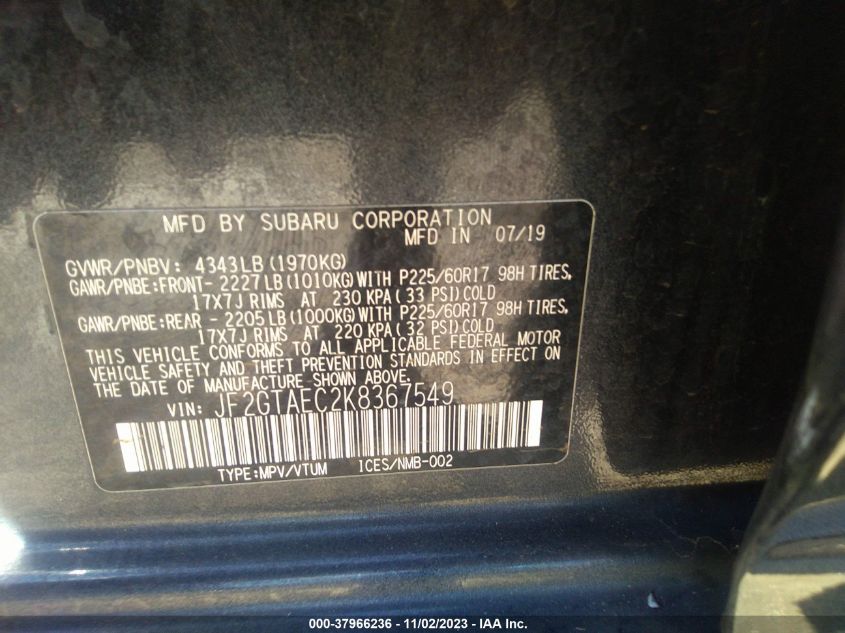 MFD BY SUBARU CORPORATION
MFD IN 07/19
GVWR/PNBV: 4343LB (1970KG)
GAWR/PNBE:FRONT- 2227LB (1010KG) WITH P225/60R17 98H TIRES,
17X7J RIMS AT 230 KPA (33 PSI) COLD
GAWR/PNBE:REAR - 2205LB (1000KG) WITH P225/60R17 98H TIRES,
17X7J RIMS AT 220 KPA (32 PSI) COLD
THIS VEHICLE CONFORMS TO ALL APPLICABLE FEDERAL MOTOR
VEHICLE SAFETY AND THEFT PREVENTION STANDARDS IN EFFECT ON
THE DATE OF MANUFACTURE SHOWN ABOVE.
VIN: JF2GTAEC2K8367549
TYPE:MPV/VTUM ICES/NMB-002
000-37966236 - 11/02/2023 - IAA Inc.